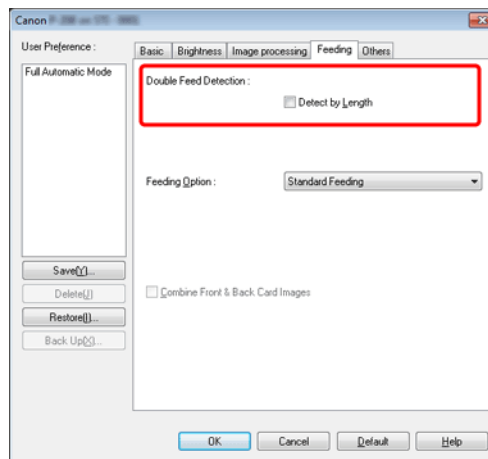 Canon
User Preference :
Full Automatic Mode
Basic Brightness Image processing Feeding Others
Double Feed Detection :
Detect by Length
Feeding Option : Standard Feeding
Combine Front & Back Card Images
Save(Y)...
Delete(J)
Restore(I)...
Back Up(X)...
OK Cancel Default Help